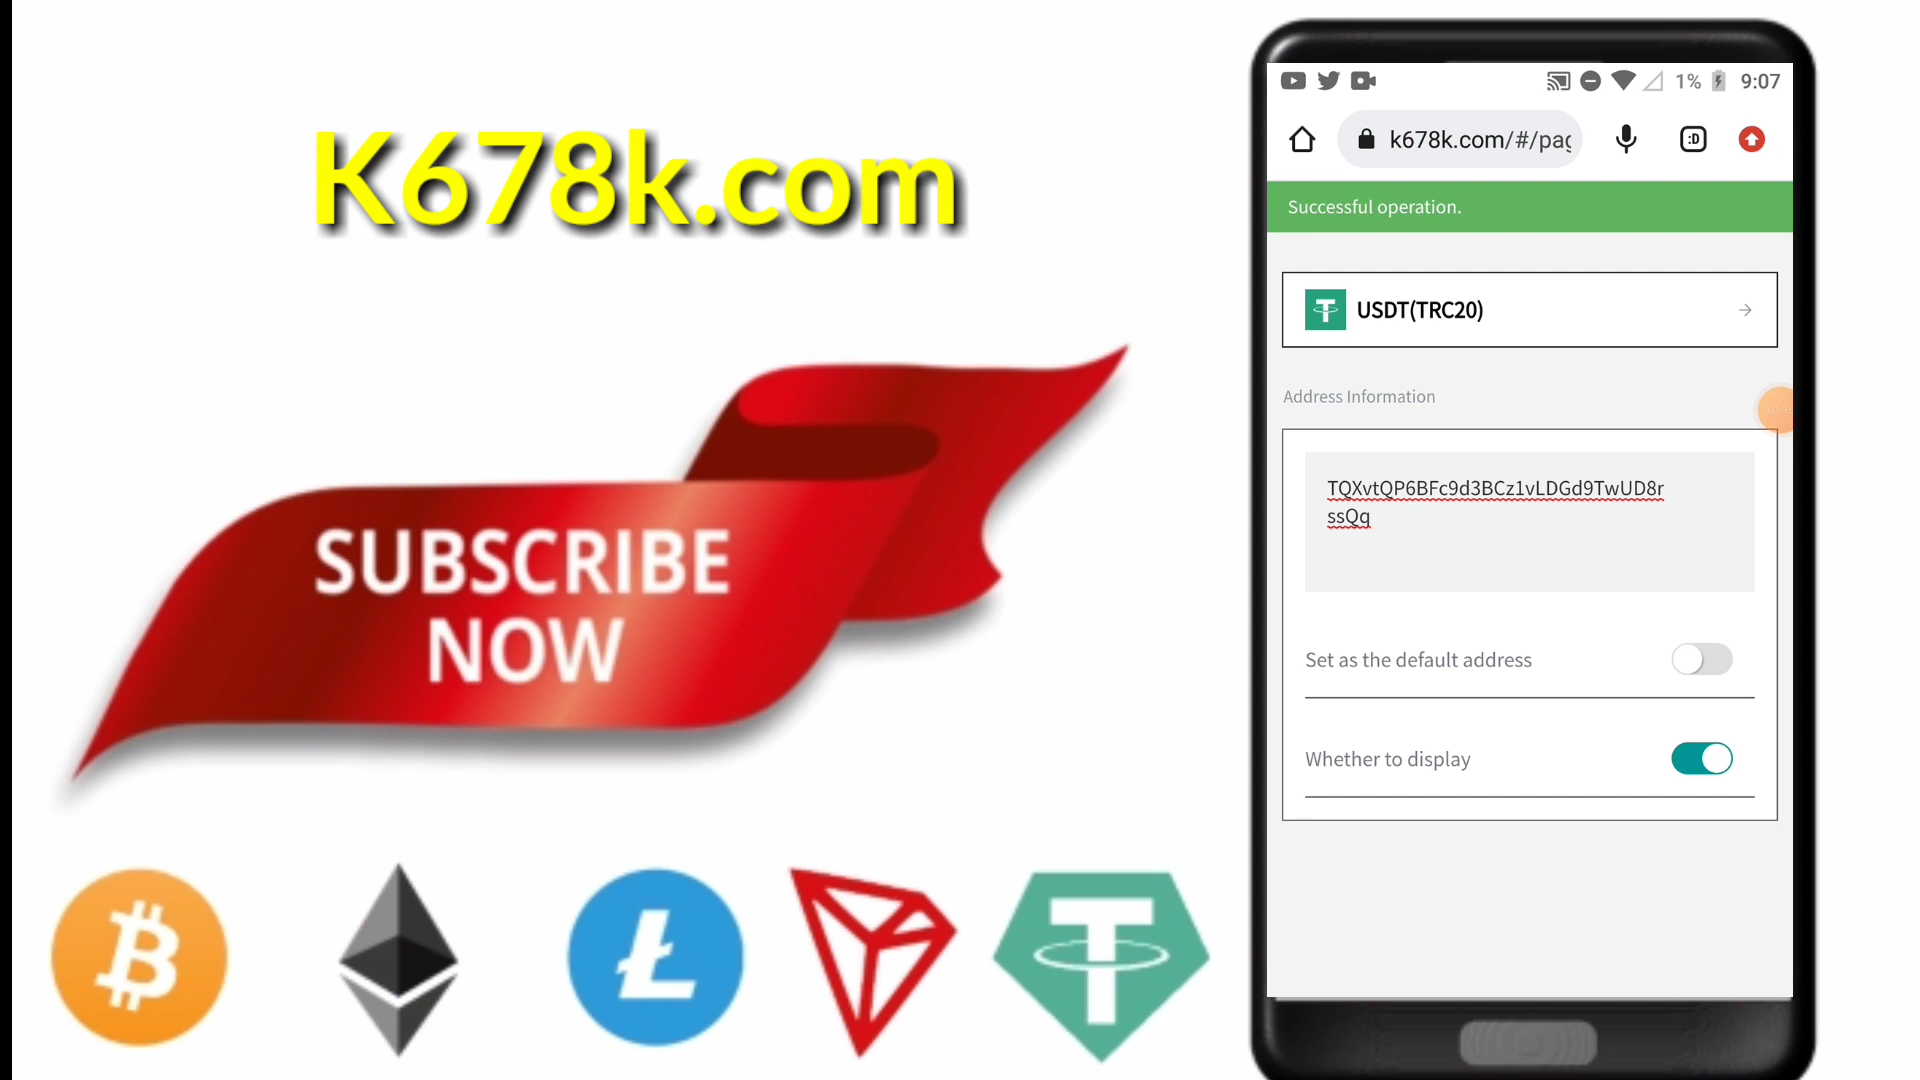 K678k.com
SUBSCRIBE
NOW
1% 9:07
k678k.com/#/pag
:D
Successful operation.
USDT(TRC20)
Address Information
TQXvtQP6BFc9d3BCz1vLDGd9TwUD8r
ssQq
Set as the default address
Whether to display